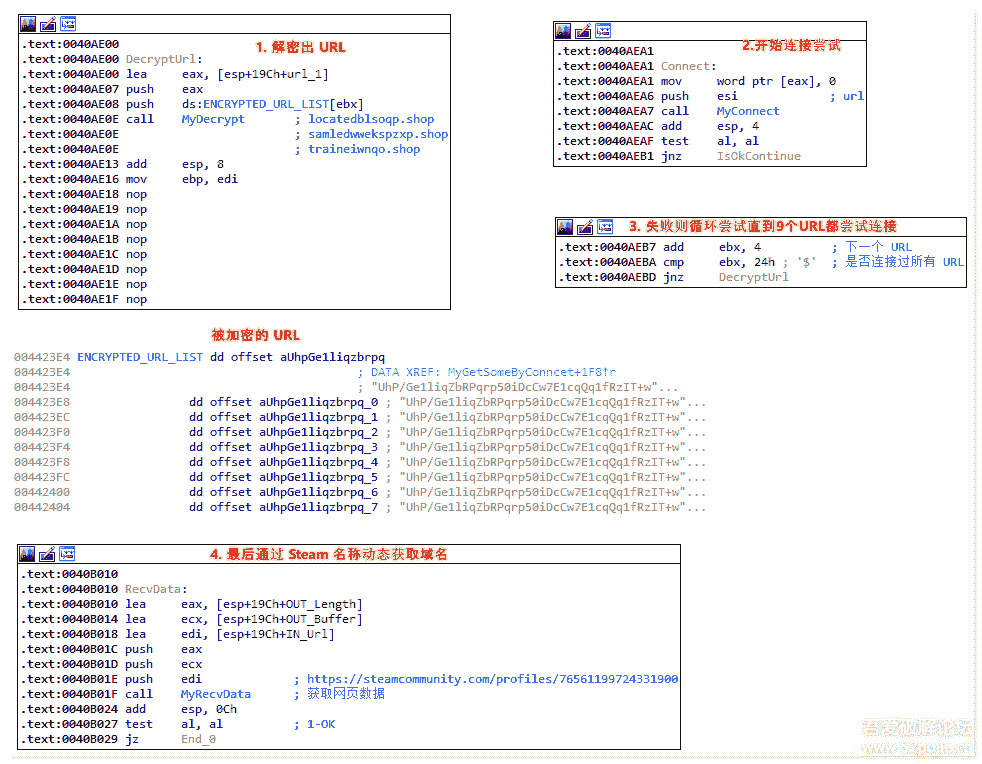 1. 解密出 URL
.text:0040AE00
.text:0040AE00 DecryptUrl:
.text:0040AE00 lea eax, [esp+19Ch+url_1]
.text:0040AE07 push eax
.text:0040AE08 push ds:ENCRYPTED_URL_LIST[ebx]
.text:0040AE0E call MyDecrypt ; locatedblsoqp.shop
.text:0040AE0E ; samledwwekspzxp.shop
.text:0040AE0E ; traineiwnqo.shop
.text:0040AE13 add esp, 8
.text:0040AE16 mov ebp, edi
.text:0040AE18 nop
.text:0040AE19 nop
.text:0040AE1A nop
.text:0040AE1B nop
.text:0040AE1C nop
.text:0040AE1D nop
.text:0040AE1E nop
.text:0040AE1F nop
2.开始连接尝试
.text:0040AEA1
.text:0040AEA1 Connect:
.text:0040AEA1 mov word ptr [eax], 0
.text:0040AEA6 push esi ; url
.text:0040AEA7 call MyConnect
.text:0040AEAC add esp, 4
.text:0040AEAF test al, al
.text:0040AEB1 jnz IsOkContinue
3. 失败则循环尝试直到9个URL都尝试连接
.text:0040AEB7 add ebx, 4 ; 下一个 URL
.text:0040AEBA cmp ebx, 24h ; '$' ; 是否连接过所有 URL
.text:0040AEBD jnz DecryptUrl
被加密的 URL
004423E4 ENCRYPTED_URL_LIST dd offset aUhpGe1liqzbrpq
004423E4 ; DATA XREF: MyGetSomeByConncet+1F8↑r
004423E4 ; "UhP/Ge1liqZbRPqrp50iDcCw7E1cqQq1fRzIT+w"...
004423E8 dd offset aUhpGe1liqzbrpq_0 ; "UhP/Ge1liqZbRPqrp50iDcCw7E1cqQq1fRzIT+w"...
004423EC dd offset aUhpGe1liqzbrpq_1 ; "UhP/Ge1liqZbRPqrp50iDcCw7E1cqQq1fRzIT+w"...
004423F0 dd offset aUhpGe1liqzbrpq_2 ; "UhP/Ge1liqZbRPqrp50iDcCw7E1cqQq1fRzIT+w"...
004423F4 dd offset aUhpGe1liqzbrpq_3 ; "UhP/Ge1liqZbRPqrp50iDcCw7E1cqQq1fRzIT+w"...
004423F8 dd offset aUhpGe1liqzbrpq_4 ; "UhP/Ge1liqZbRPqrp50iDcCw7E1cqQq1fRzIT+w"...
004423FC dd offset aUhpGe1liqzbrpq_5 ; "UhP/Ge1liqZbRPqrp50iDcCw7E1cqQq1fRzIT+w"...
00442400 dd offset aUhpGe1liqzbrpq_6 ; "UhP/Ge1liqZbRPqrp50iDcCw7E1cqQq1fRzIT+w"...
00442404 dd offset aUhpGe1liqzbrpq_7 ; "UhP/Ge1liqZbRPqrp50iDcCw7E1cqQq1fRzIT+w"...
4. 最后通过 Steam 名称动态获取域名
.text:0040B010
.text:0040B010 RecvData:
.text:0040B010 lea eax, [esp+19Ch+OUT_Length]
.text:0040B014 lea ecx, [esp+19Ch+OUT_Buffer]
.text:0040B018 lea edi, [esp+19Ch+IN_Url]
.text:0040B01C push eax
.text:0040B01D push ecx
.text:0040B01E push edi ; https://steamcommunity.com/profiles/76561199724331900
.text:0040B01F call MyRecvData ; 获取网页数据
.text:0040B024 add esp, 0Ch
.text:0040B027 test al, al ; 1-OK
.text:0040B029 jz End_0
吾爱破解论坛
www.52pojie.cn